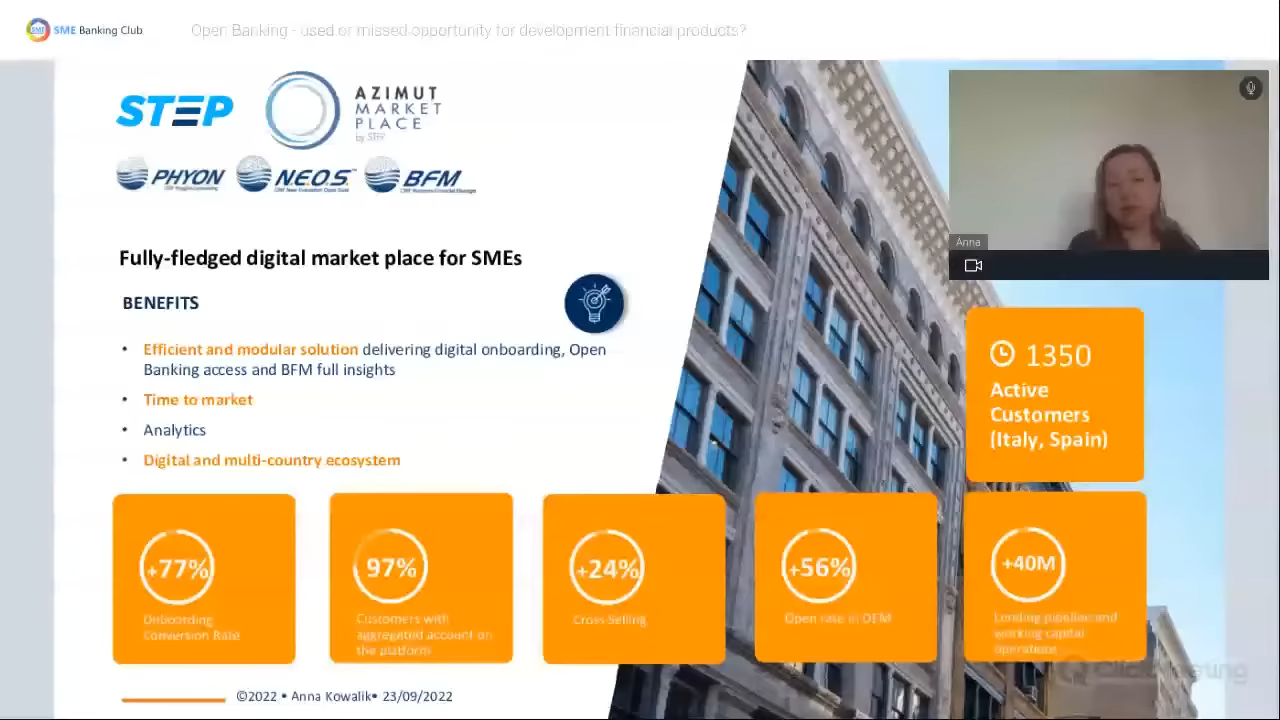 SME
SME Banking Club
Open Banking - used or missed opportunity for development financial products?
STEP
AZIMUT
MARKET
PLACE
by STEP
PHYON
N.E.O.S.
BFM
Anna
Fully-fledged digital market place for SMEs
BENEFITS
• Efficient and modular solution delivering digital onboarding, Open
Banking access and BFM full insights
• Time to market
• Analytics
• Digital and multi-country ecosystem
1350
Active
Customers
(Italy, Spain)
+77%
Onboarding
Conversion Rate
97%
Customers with
aggregated account on
the platform
+24%
Cross Selling
+56%
Open rate in DEM
+40M
Lending pipeline and
working capital
operations
©2022 • Anna Kowalik• 23/09/2022
ClickMeeting